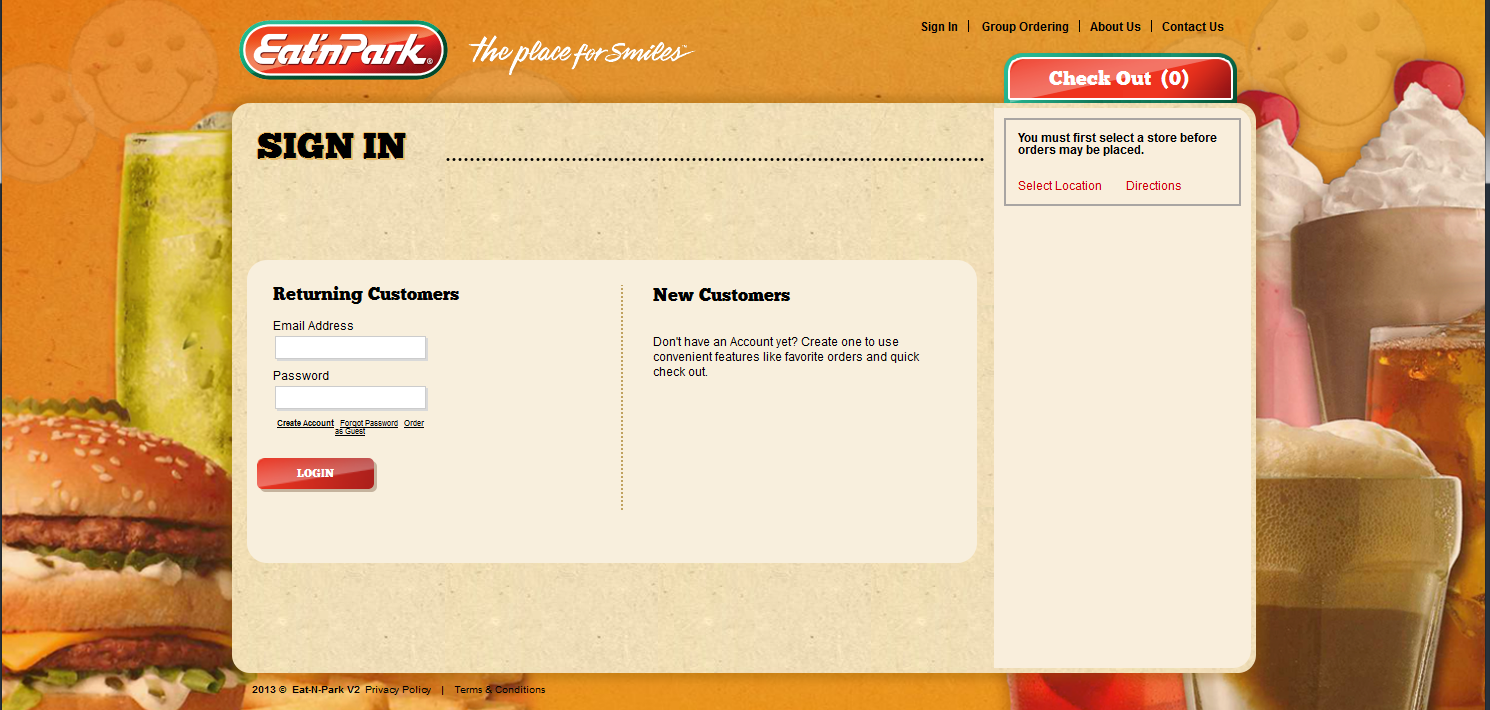 Sign In | Group Ordering | About Us | Contact Us
Eat'nPark®
the place for Smiles™
Check Out (0)
SIGN IN
You must first select a store before
orders may be placed.
Select Location Directions
Returning Customers
Email Address
Password
Create Account Forgot Password Order
as Guest
LOGIN
New Customers
Don't have an Account yet? Create one to use
convenient features like favorite orders and quick
check out.
2013 © Eat-N-Park V2 Privacy Policy | Terms & Conditions